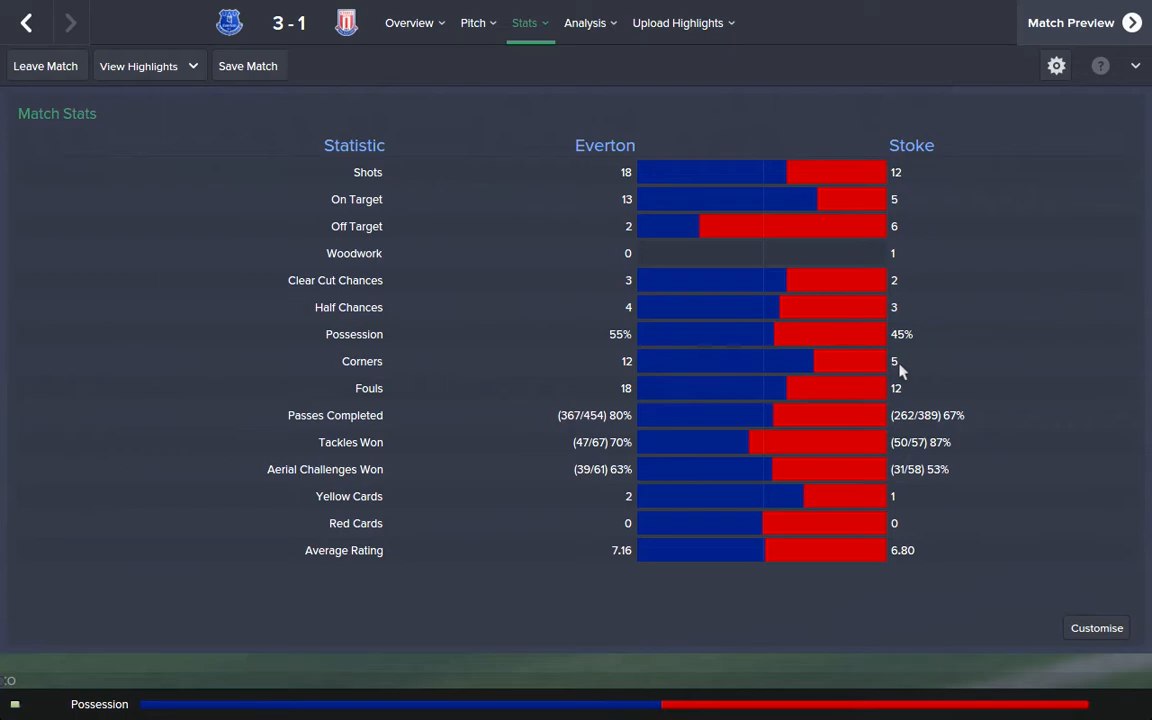 3 - 1
Overview
Pitch
Stats
Analysis
Upload Highlights
Match Preview
Leave Match
View Highlights
Save Match
?
Match Stats
Statistic Everton Stoke
Shots 18 12
On Target 13 5
Off Target 2 6
Woodwork 0 1
Clear Cut Chances 3 2
Half Chances 4 3
Possession 55% 45%
Corners 12 5
Fouls 18 12
Passes Completed (367/454) 80% (262/389) 67%
Tackles Won (47/67) 70% (50/57) 87%
Aerial Challenges Won (39/61) 63% (31/58) 53%
Yellow Cards 2 1
Red Cards 0 0
Average Rating 7.16 6.80
Customise
:O
Possession